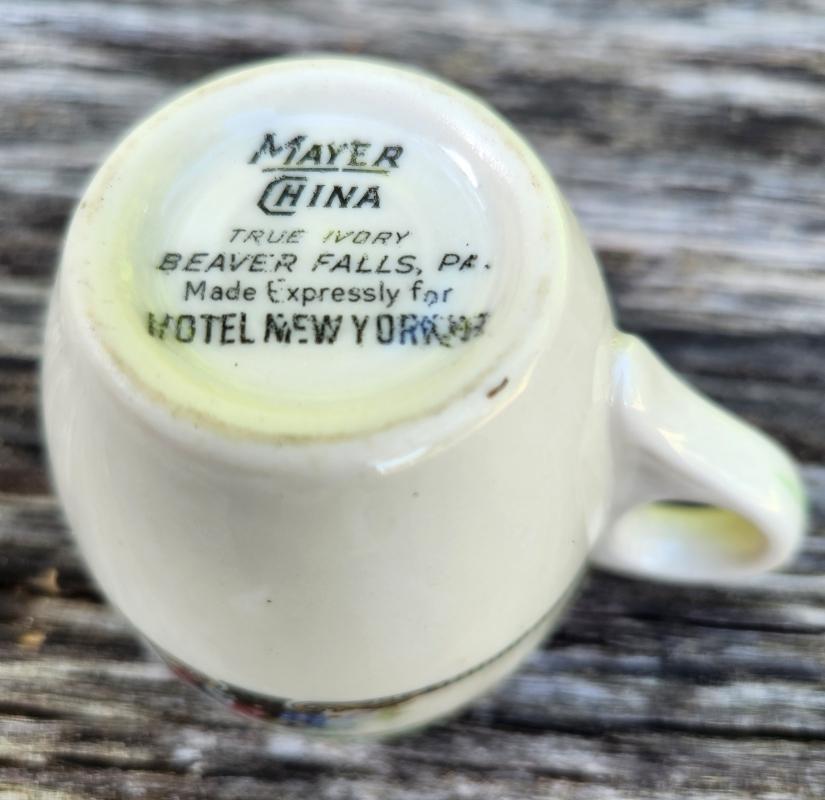 MAYER
CHINA
TRUE IVORY
BEAVER FALLS, PA.
Made Expressly for
HOTEL NEW YORKER